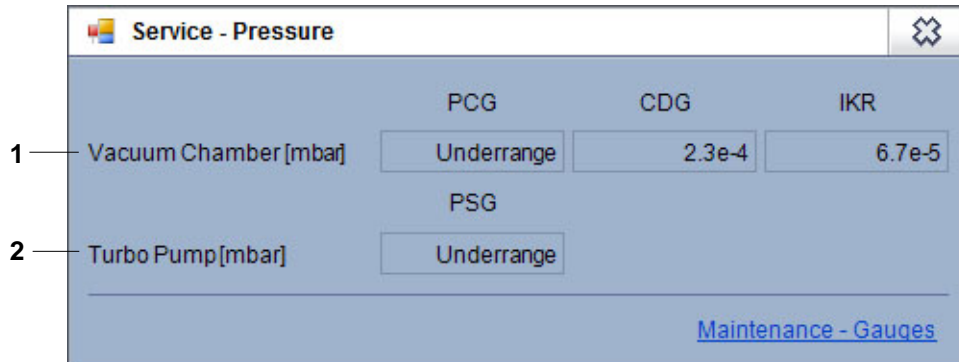 Service - Pressure
PCG CDG IKR
1 Vacuum Chamber [mbar] Underrange 2.3e-4 6.7e-5
PSG
2 Turbo Pump[mbar] Underrange
Maintenance - Gauges